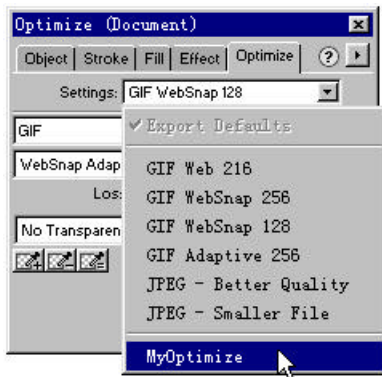 Optimize (Document)
Object Stroke Fill Effect Optimize ?
Settings: GIF WebSnap 128
GIF
✓ Export Defaults
WebSnap Adap
GIF Web 216
GIF WebSnap 256
Los
GIF WebSnap 128
No Transparen
GIF Adaptive 256
JPEG - Better Quality
JPEG - Smaller File
MyOptimize